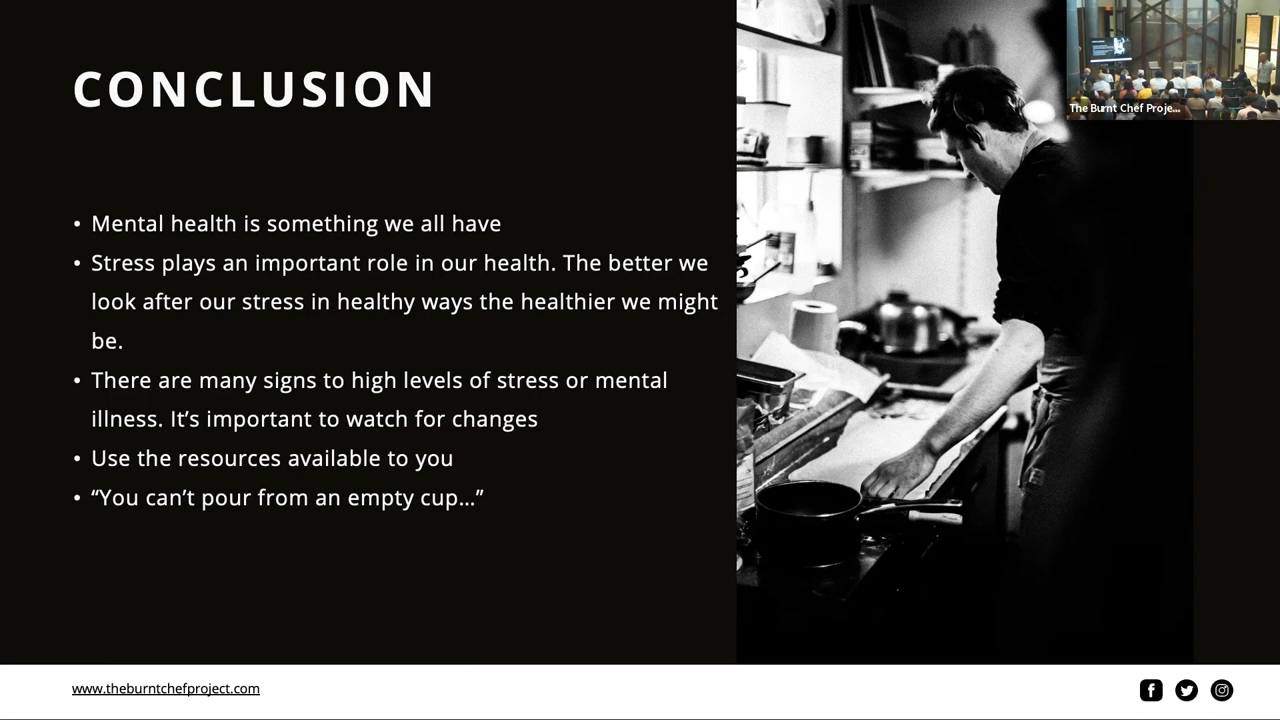 CONCLUSION
• Mental health is something we all have
• Stress plays an important role in our health. The better we
look after our stress in healthy ways the healthier we might
be.
• There are many signs to high levels of stress or mental
illness. It’s important to watch for changes
• Use the resources available to you
• “You can’t pour from an empty cup...”
The Burnt Chef Proje...
www.theburntchefproject.com